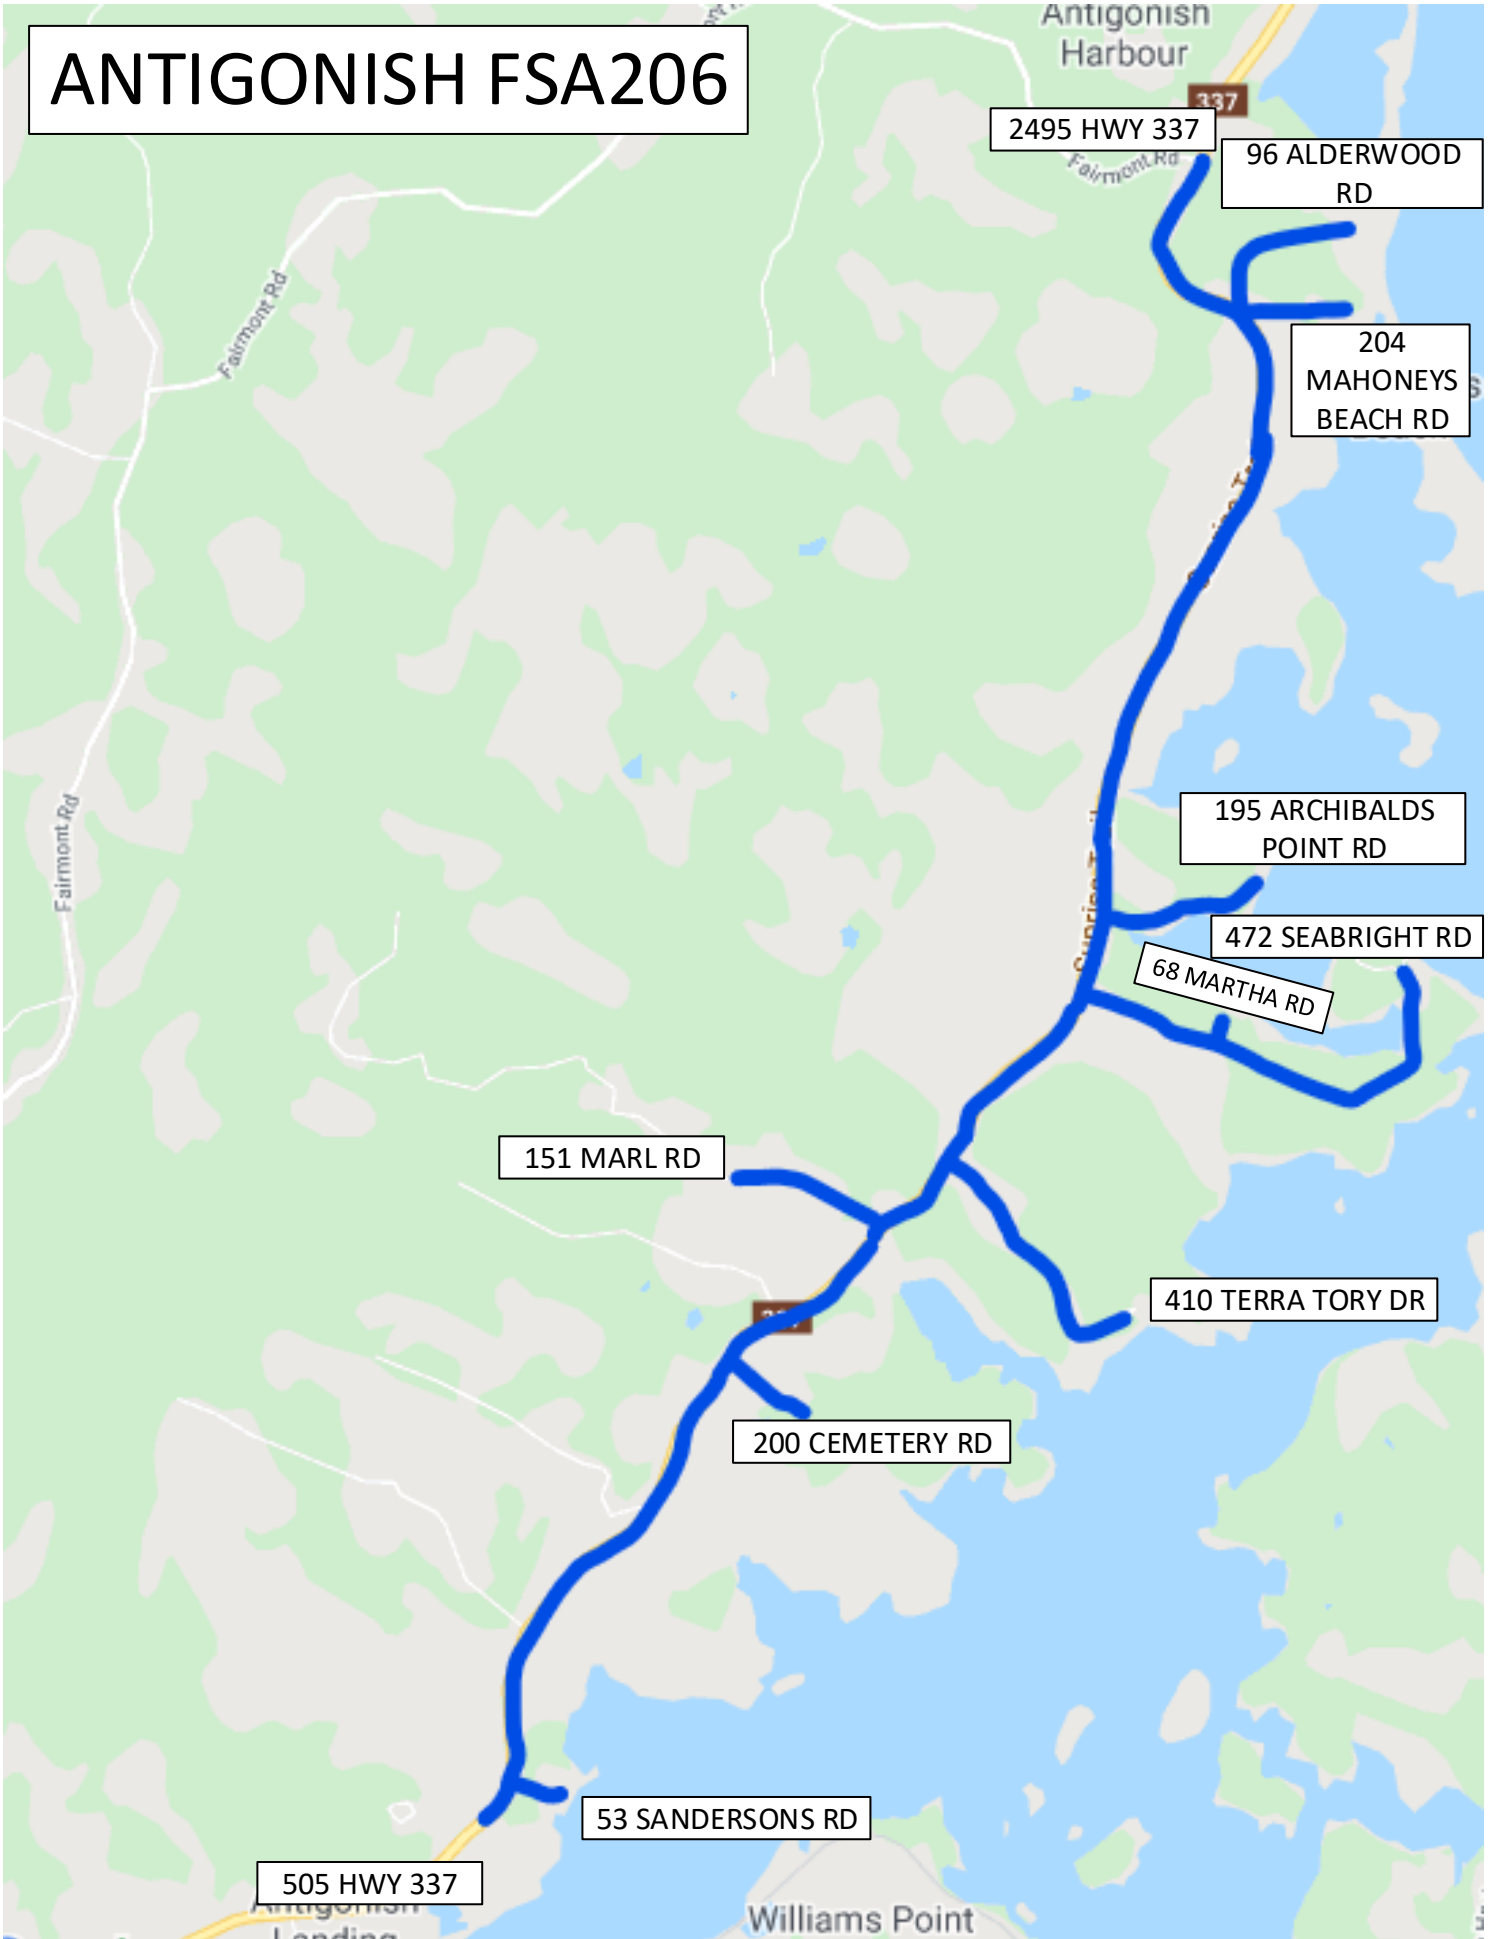 ANTIGONISH FSA206
Antigonish
Harbour
337
2495 HWY 337
Fairmont Rd
96 ALDERWOOD
RD
Fairmont Rd
204
MAHONEYS
BEACH RD
195 ARCHIBALDS
POINT RD
Fairmont Rd
472 SEABRIGHT RD
68 MARTHA RD
151 MARL RD
410 TERRA TORY DR
200 CEMETERY RD
53 SANDERSONS RD
505 HWY 337
Antigonish
Landing
Williams Point